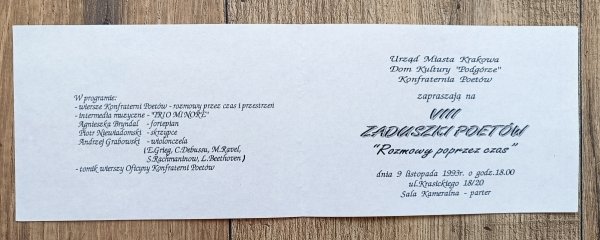 W programie:
- wiersze Konfraterni Poetów - rozmowy przez czas i przestrzeń
- intermedia muzyczne - "TRIO MINORE"
Agnieszka Bryndal - fortepian
Piotr Niewiadomski - skrzypce
Andrzej Grabowski - wiolonczela
(E.Grieg, C.Debussu, M.Ravel,
S.Rachmaninow, L.Beethoven)
- tomik wierszy Oficyny Konfraterni Poetów
Urząd Miasta Krakowa
Dom Kultury "Podgórze"
Konfraternia Poetów
zapraszają na
VIII
ZADUSZKI POETÓW
"Rozmowy poprzez czas"
dnia 9 listopada 1993r. o godz.18.00
ul.Krasickiego 18/20
Sala Kameralna - parter